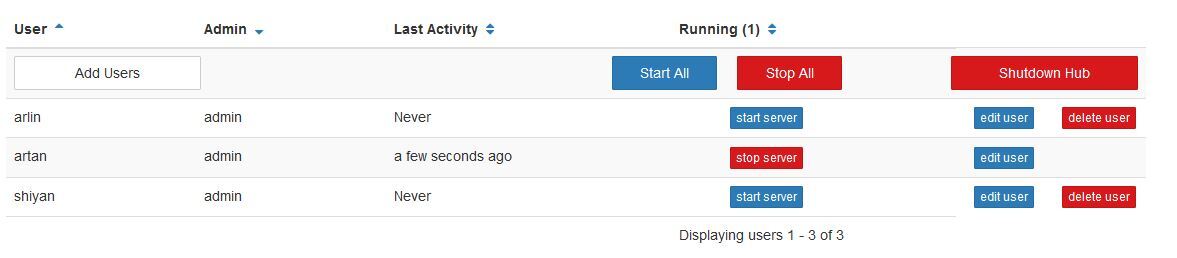 User Admin Last Activity Running (1)
Add Users Start All Stop All Shutdown Hub
arlin admin Never start server edit user delete user
artan admin a few seconds ago stop server edit user
shiyan admin Never start server edit user delete user
Displaying users 1 - 3 of 3